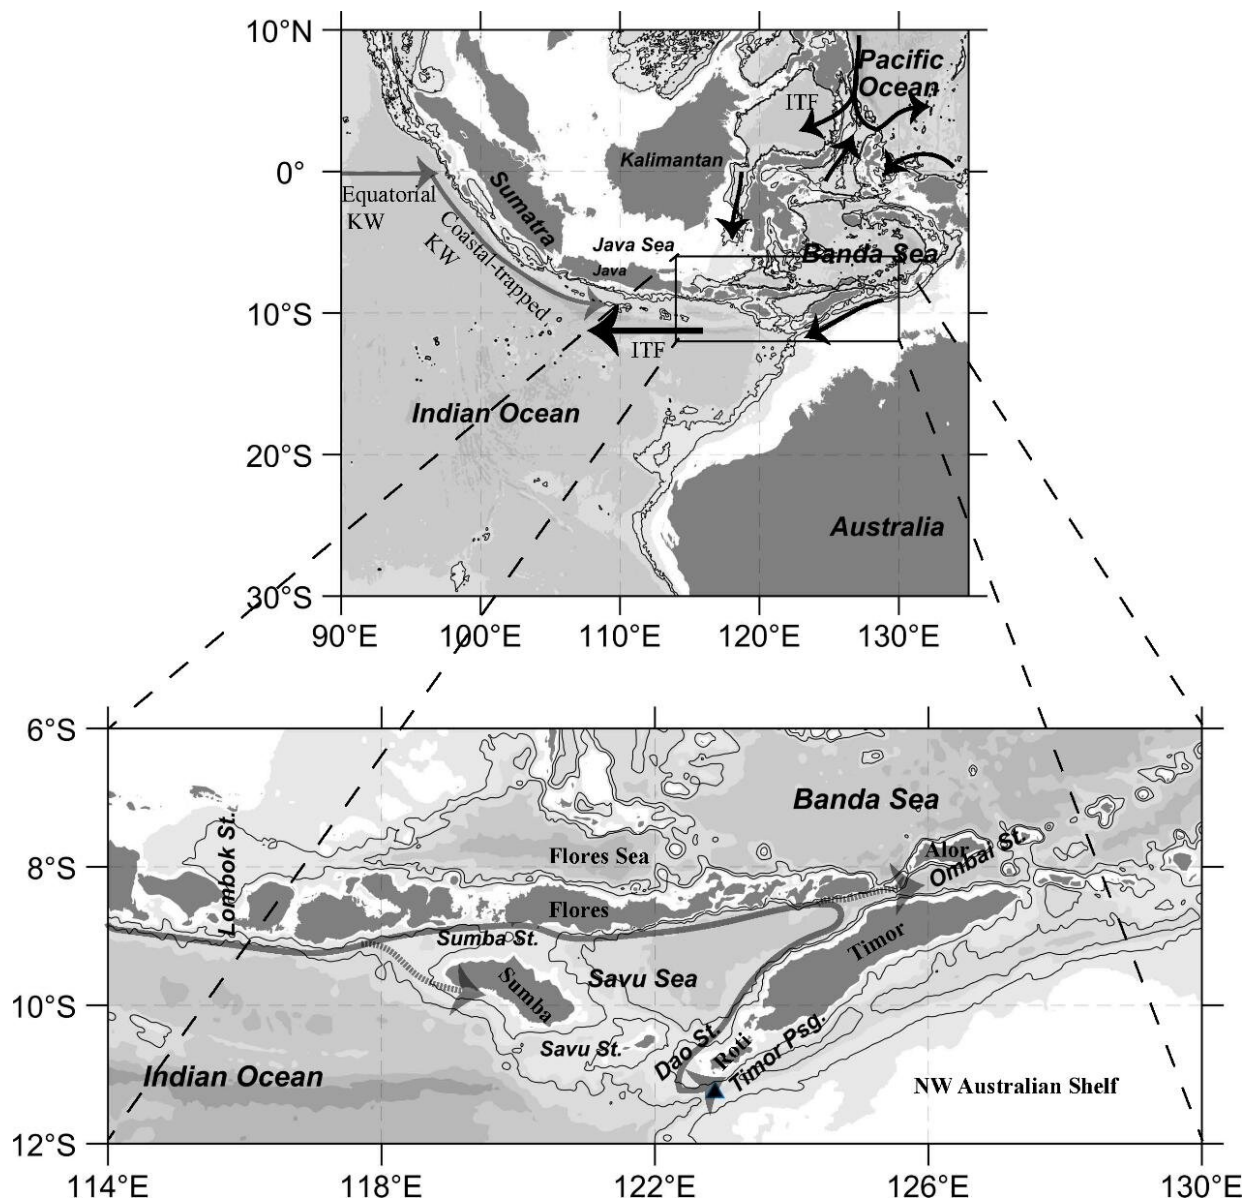 10°N
Pacific
Ocean
ITF
Kalimantan
0°
Equatorial
KW
Sumatra
Coastal-trapped
KW
Java Sea
Java
Banda Sea
10°S
ITF
Indian Ocean
20°S
Australia
30°S
90°E 100°E 110°E 120°E 130°E
6°S
Banda Sea
Lombok St.
Flores Sea
Alor
Ombai St.
8°S
Flores
Sumba St.
Timor
Savu Sea
Sumba
10°S
Savu St.
Dao St.
Roti
Timor Psg.
Indian Ocean
NW Australian Shelf
12°S
114°E 118°E 122°E 126°E 130°E